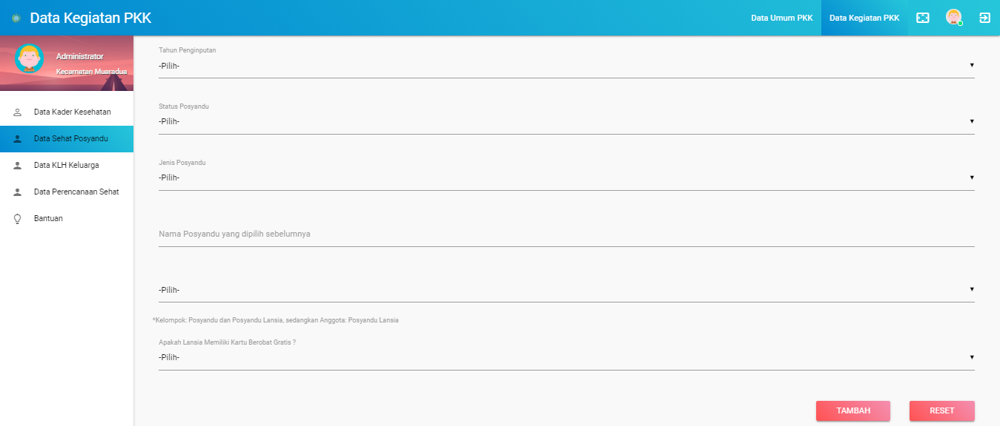 Data Kegiatan PKK
Data Umum PKK
Data Kegiatan PKK
Administrator
Kecamatan Muaradua
Data Kader Kesehatan
Data Sehat Posyandu
Data KLH Keluarga
Data Perencanaan Sehat
Bantuan
Tahun Penginputan
-Pilih-
Status Posyandu
-Pilih-
Jenis Posyandu
-Pilih-
Nama Posyandu yang dipilih sebelumnya
-Pilih-
*Kelompok: Posyandu dan Posyandu Lansia, sedangkan Anggota: Posyandu Lansia
Apakah Lansia Memiliki Kartu Berobat Gratis ?
-Pilih-
TAMBAH
RESET